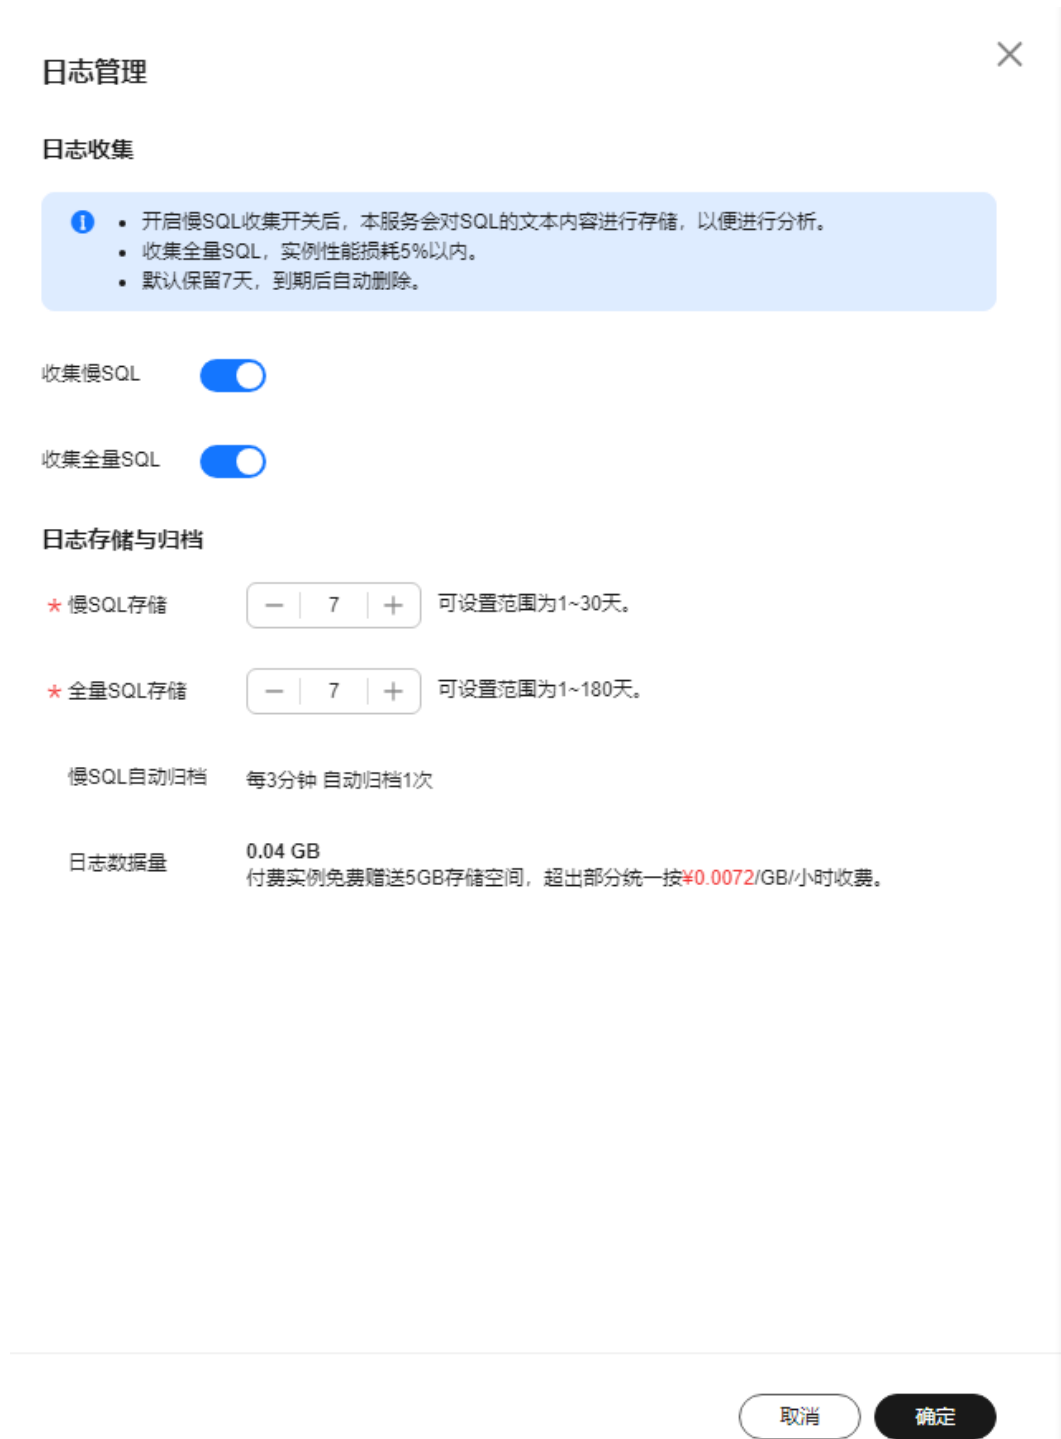 日志管理
日志收集
开启慢SQL收集开关后，本服务会对SQL的文本内容进行存储，以便进行分析。
收集全量SQL，实例性能损耗5%以内。
默认保留7天，到期后自动删除。
收集慢SQL
收集全量SQL
日志存储与归档
* 慢SQL存储 — 7 + 可设置范围为1~30天。
* 全量SQL存储 — 7 + 可设置范围为1~180天。
慢SQL自动归档 每3分钟 自动归档1次
日志数据量 0.04 GB
付费实例免费赠送5GB存储空间，超出部分统一按¥0.0072/GB/小时收费。
取消 确定